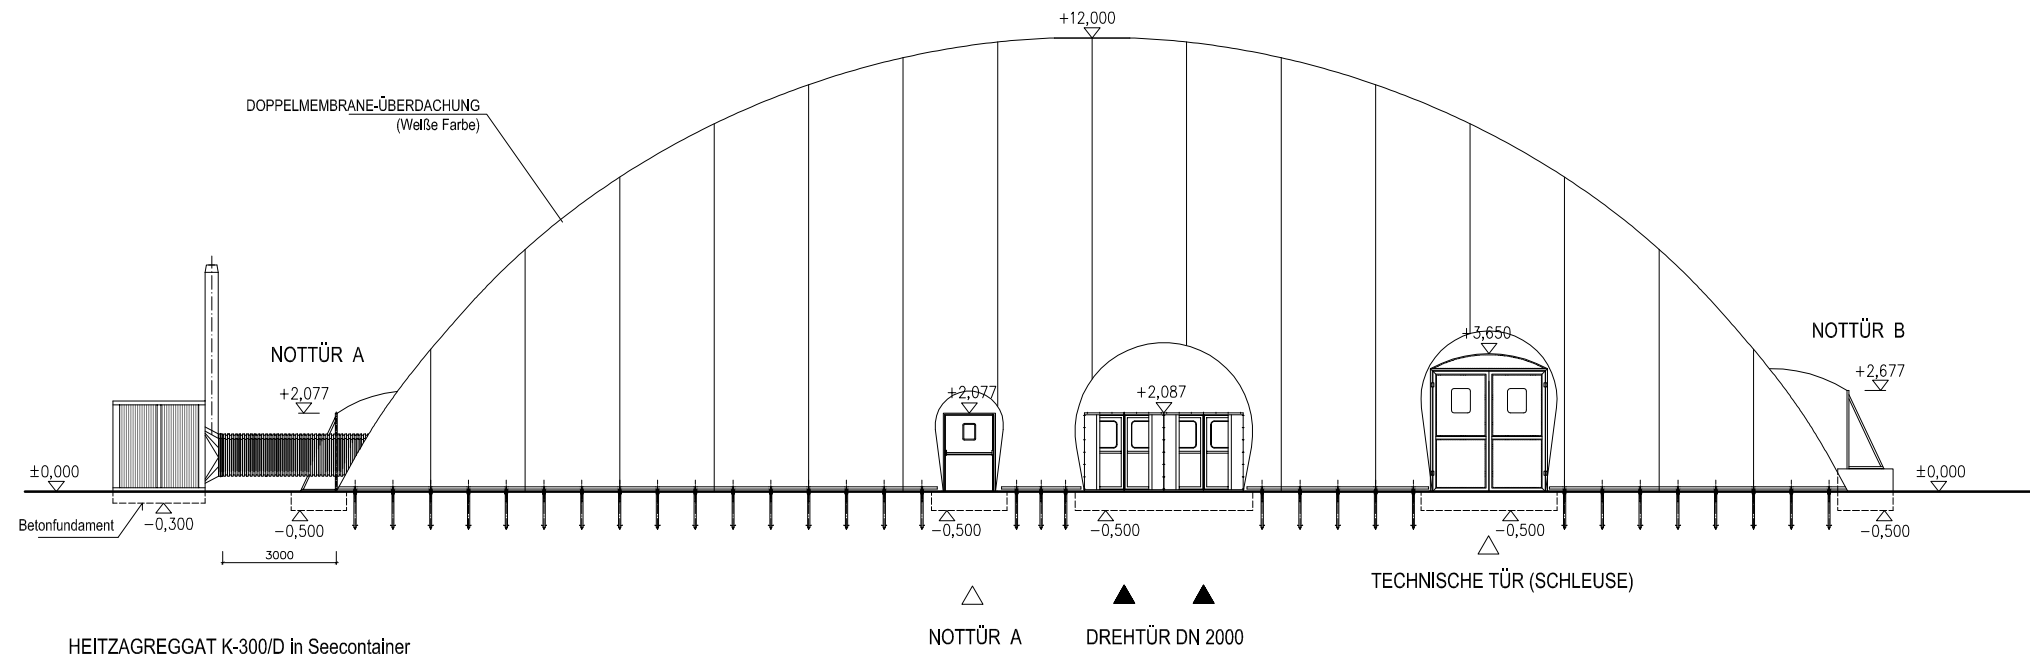 +12,000
DOPPELMEMBRANE-ÜBERDACHUNG
(Weiße Farbe)
NOTTÜR A
+2,077
±0,000
+2,077
+2,087
+3,650
NOTTÜR B
+2,677
±0,000
Betonfundament
-0,300
-0,500
-0,500
-0,500
-0,500
-0,500
3000
TECHNISCHE TÜR (SCHLEUSE)
NOTTÜR A
DREHTÜR DN 2000
HEITZAGREGGAT K-300/D in Seecontainer